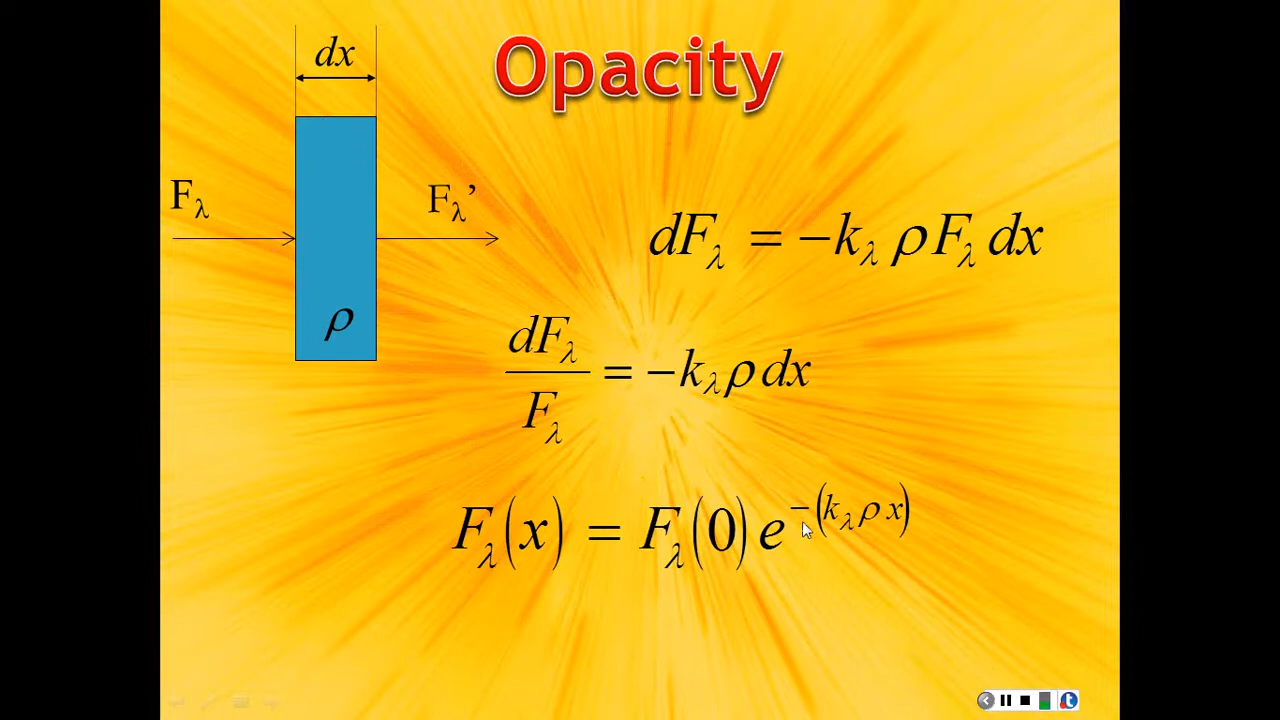 Opacity
dx
F_λ
F_λ’
ρ
dF_λ = −k_λ ρ F_λ dx
dF_λ / F_λ = −k_λ ρ dx
F_λ(x) = F_λ(0) e^{−(k_λ ρ x)}